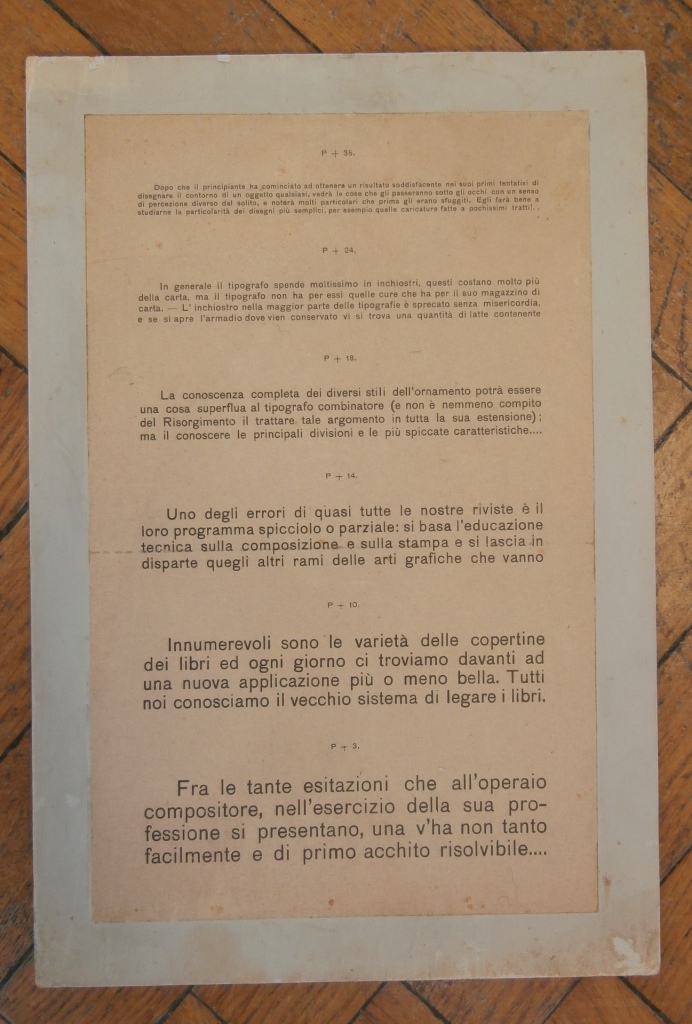 P + 36.
Dopo che il principiante ha cominciato ad ottenere un risultato soddisfacente nei suoi primi tentativi di
disegnare il contorno di un oggetto qualsiasi, vedrà le cose che gli passeranno sotto gli occhi con un senso
di percezione diverso dal solito, e noterà molti particolari che prima gli erano sfuggiti. Egli farà bene a
studiarne la particolarità dei disegni più semplici, per esempio quelle caricature fatte a pochissimi tratti...
P + 24.
In generale il tipografo spende moltissimo in inchiostri, questi costano molto più
della carta, ma il tipografo non ha per essi quelle cure che ha per il suo magazzino di
carta. — L' inchiostro nella maggior parte delle tipografie è sprecato senza misericordia,
e se si apre l'armadio dove vien conservato vi si trova una quantità di latte contenente
P + 18.
La conoscenza completa dei diversi stili dell'ornamento potrà essere
una cosa superflua al tipografo combinatore (e non è nemmeno compito
del Risorgimento il trattare tale argomento in tutta la sua estensione);
ma il conoscere le principali divisioni e le più spiccate caratteristiche....
P + 14.
Uno degli errori di quasi tutte le nostre riviste è il
loro programma spicciolo o parziale: si basa l'educazione
tecnica sulla composizione e sulla stampa e si lascia in
disparte quegli altri rami delle arti grafiche che vanno
P + 10.
Innumerevoli sono le varietà delle copertine
dei libri ed ogni giorno ci troviamo davanti ad
una nuova applicazione più o meno bella. Tutti
noi conosciamo il vecchio sistema di legare i libri.
P + 3.
Fra le tante esitazioni che all'operaio
compositore, nell'esercizio della sua pro-
fessione si presentano, una v'ha non tanto
facilmente e di primo acchito risolvibile....